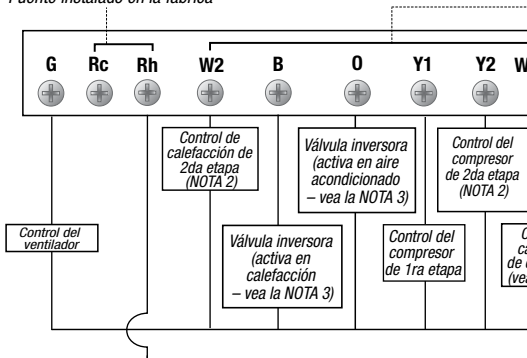 Puente instalado en la fábrica
G Rc Rh W2 B O Y1 Y2 W
Control de
calefacción de
2da etapa
(NOTA 2)
Válvula inversora
(activa en aire
acondicionado
– vea la NOTA 3)
Control del
compresor
de 2da etapa
(NOTA 2)
Control del
ventilador
Válvula inversora
(activa en
calefacción
– vea la NOTA 3)
Control del
compresor
de 1ra etapa